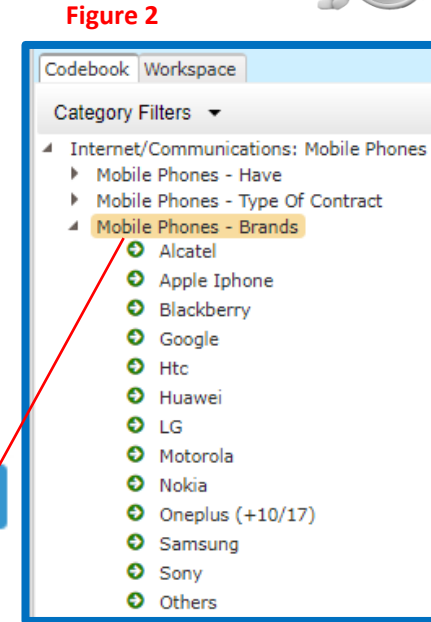 Figure 2
Codebook Workspace
Category Filters
Internet/Communications: Mobile Phones
Mobile Phones - Have
Mobile Phones - Type Of Contract
Mobile Phones - Brands
Alcatel
Apple Iphone
Blackberry
Google
Htc
Huawei
LG
Motorola
Nokia
Oneplus (+10/17)
Samsung
Sony
Others